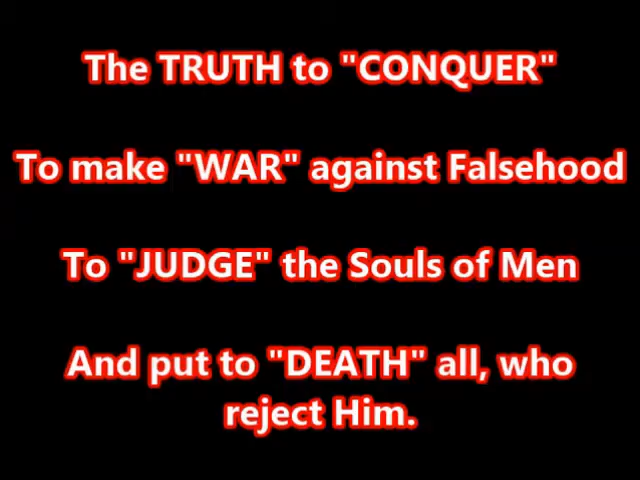 The TRUTH to "CONQUER"
To make "WAR" against Falsehood
To "JUDGE" the Souls of Men
And put to "DEATH" all, who
reject Him.